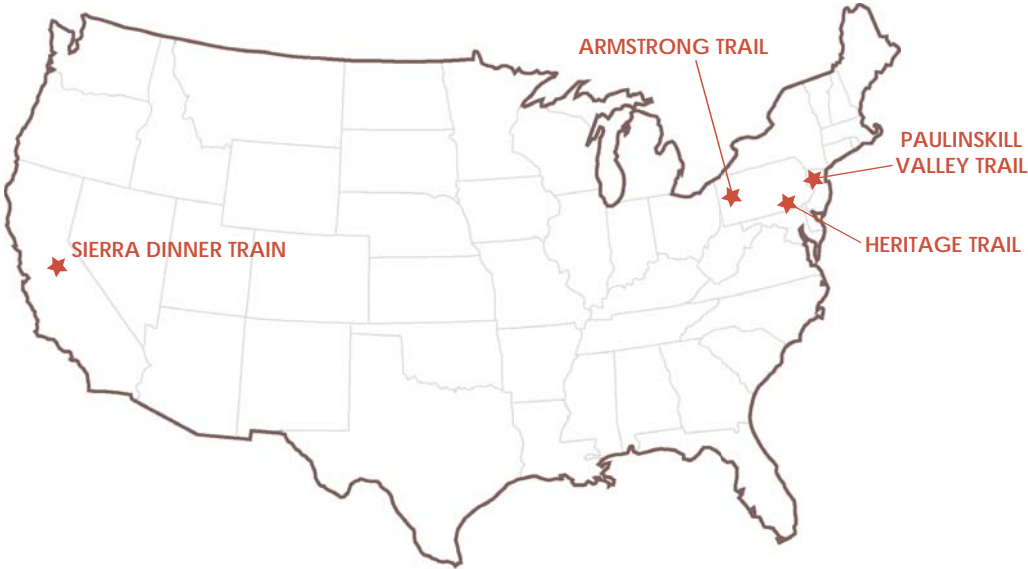 ARMSTRONG TRAIL
PAULINSKILL
VALLEY TRAIL
HERITAGE TRAIL
SIERRA DINNER TRAIN